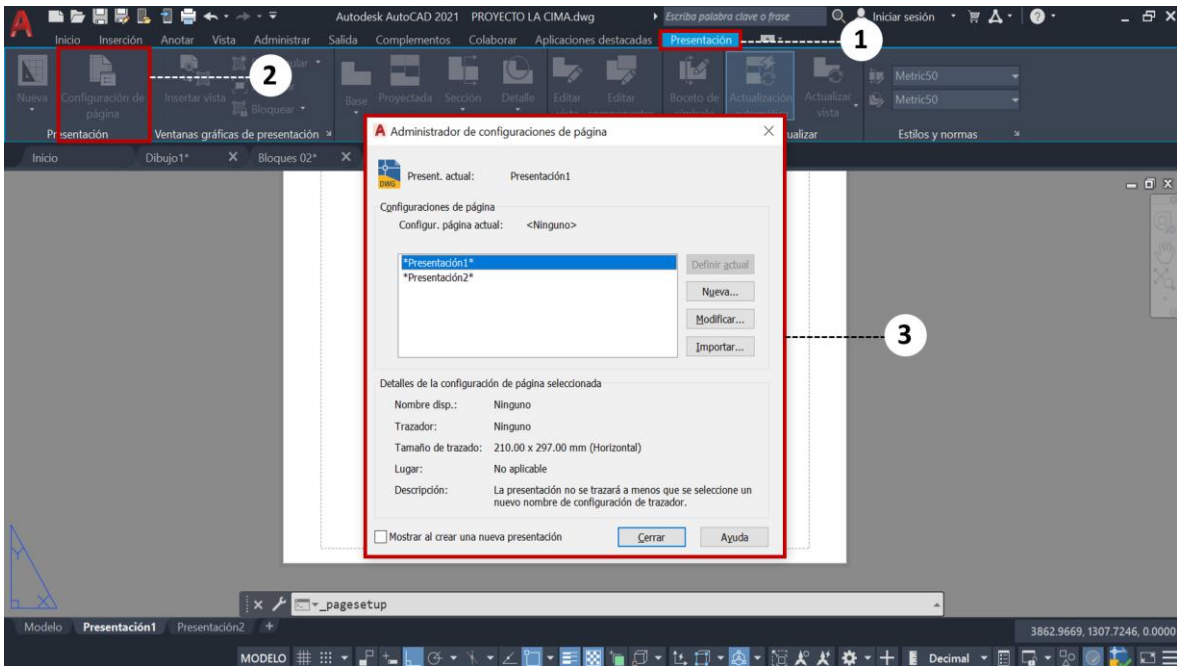 Autodesk AutoCAD 2021 PROYECTO LA CIMA.dwg
Escriba palabra clave o frase
Iniciar sesión
Inicio Inserción Anotar Vista Administrar Salida Complementos Colaborar Aplicaciones destacadas Presentación
1
2
Nueva
Configuración de página
Insertar vista
Bloquear
Base Proyectada Sección Detalle Editar Editar
Boceto de
Actualización
Actualizar vista
Metric50
Metric50
Presentación Ventanas gráficas de presentación Estilos y normas
Inicio Dibujo1* Bloques 02*
Administrador de configuraciones de página
DWG
Present. actual: Presentación1
Configuraciones de página
Configur. página actual: <Ninguno>
*Presentación1*
*Presentación2*
Definir actual
Nueva...
Modificar...
Importar...
3
Detalles de la configuración de página seleccionada
Nombre disp.: Ninguno
Trazador: Ninguno
Tamaño de trazado: 210.00 x 297.00 mm (Horizontal)
Lugar: No aplicable
Descripción: La presentación no se trazará a menos que se seleccione un
nuevo nombre de configuración de trazador.
Mostrar al crear una nueva presentación Cerrar Ayuda
_pagesetup
Modelo Presentación1 Presentación2 +
3862.9669, 1307.7246, 0.0000
MODELO Decimal